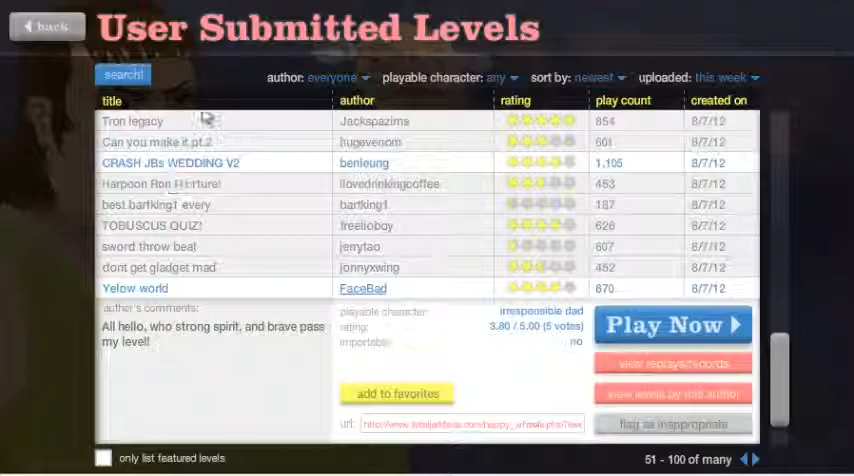 back
User Submitted Levels
search!
author: everyone playable character: any sort by: newest uploaded: this week
title author rating play count created on
Tron legacy Jackspazims 854 8/7/12
Can you make it pt.2 hugevenom 601 8/7/12
CRASH JBs WEDDING V2 benleung 1,105 8/7/12
Harpoon Ron 453 8/7/12
best bartking1 every bartking1 187 8/7/12
TOBUSCUS QUIZ! 626 8/7/12
sword throw beat jerrytao 607 8/7/12
dont get gladget mad jonnyxwing 452 8/7/12
Yelow world FaceBad 670 8/7/12
author's comments:
All hello, who strong spirit, and brave pass
my level!
playable character: irresponsible dad
rating: 3.80 / 5.00 (5 votes)
importable: no
Play Now
view replays/records
add to favorites
view levels by this author
url:
flag as inappropriate
only list featured levels
51 - 100 of many